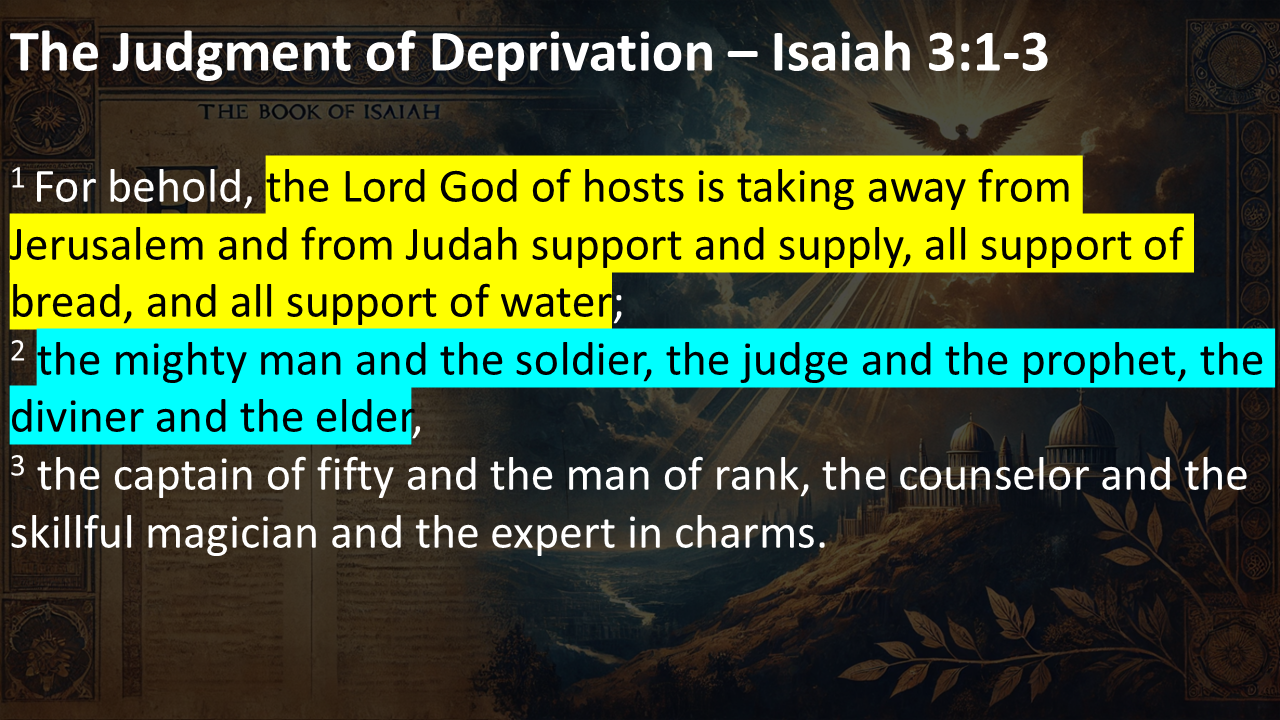 The Judgment of Deprivation – Isaiah 3:1-3
THE BOOK OF ISAIAH
1 For behold, the Lord God of hosts is taking away from
Jerusalem and from Judah support and supply, all support of
bread, and all support of water;
2 the mighty man and the soldier, the judge and the prophet, the
diviner and the elder,
3 the captain of fifty and the man of rank, the counselor and the
skillful magician and the expert in charms.